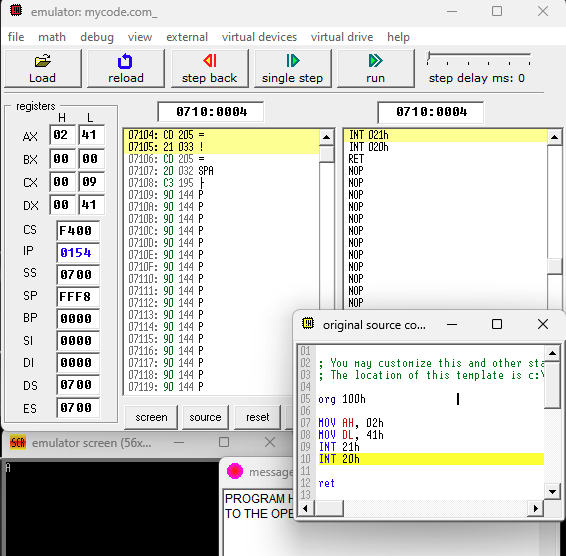 emulator: mycode.com_
file math debug view external virtual devices virtual drive help
Load reload step back single step run step delay ms: 0
registers
H L
AX 02 41
BX 00 00
CX 00 09
DX 00 41
CS F400
IP 0154
SS 0700
SP FFF8
BP 0000
SI 0000
DI 0000
DS 0700
ES 0700
0710:0004
07104: CD 205 =
07105: 21 033 !
07106: CD 205 =
07107: 20 032 SPA
07108: C3 195 ├
07109: 90 144 P
0710A: 90 144 P
0710B: 90 144 P
0710C: 90 144 P
0710D: 90 144 P
0710E: 90 144 P
0710F: 90 144 P
07110: 90 144 P
07111: 90 144 P
07112: 90 144 P
07113: 90 144 P
07114: 90 144 P
07115: 90 144 P
07116: 90 144 P
07117: 90 144 P
07118: 90 144 P
07119: 90 144 P
0710:0004
INT 021h
INT 020h
RET
NOP
NOP
NOP
NOP
NOP
NOP
NOP
NOP
NOP
NOP
NOP
NOP
screen source reset
original source co...
01
02 ; You may customize this and other sta
03 ; The location of this template is c:\
04
05 org 100h
06
07 MOV AH, 02h
08 MOV DL, 41h
09 INT 21h
10 INT 20h
11
12 ret
13
SCR emulator screen (56x...
A
message
PROGRAM H
TO THE OPE